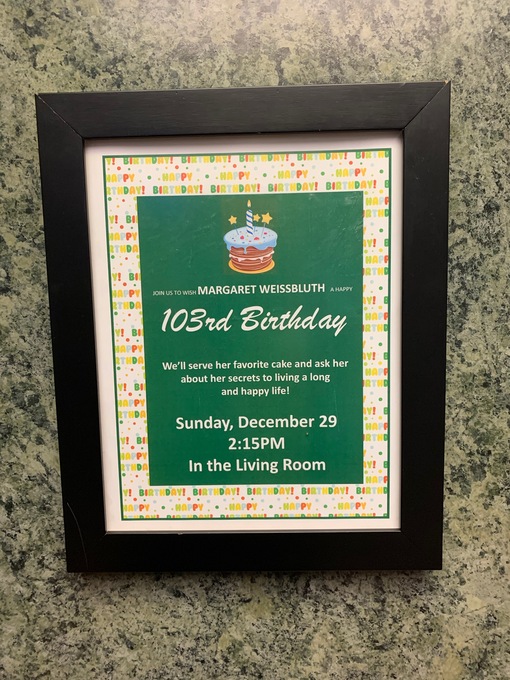 JOIN US TO WISH MARGARET WEISSBLUTH A HAPPY
103rd Birthday
We'll serve her favorite cake and ask her
about her secrets to living a long
and happy life!
Sunday, December 29
2:15PM
In the Living Room